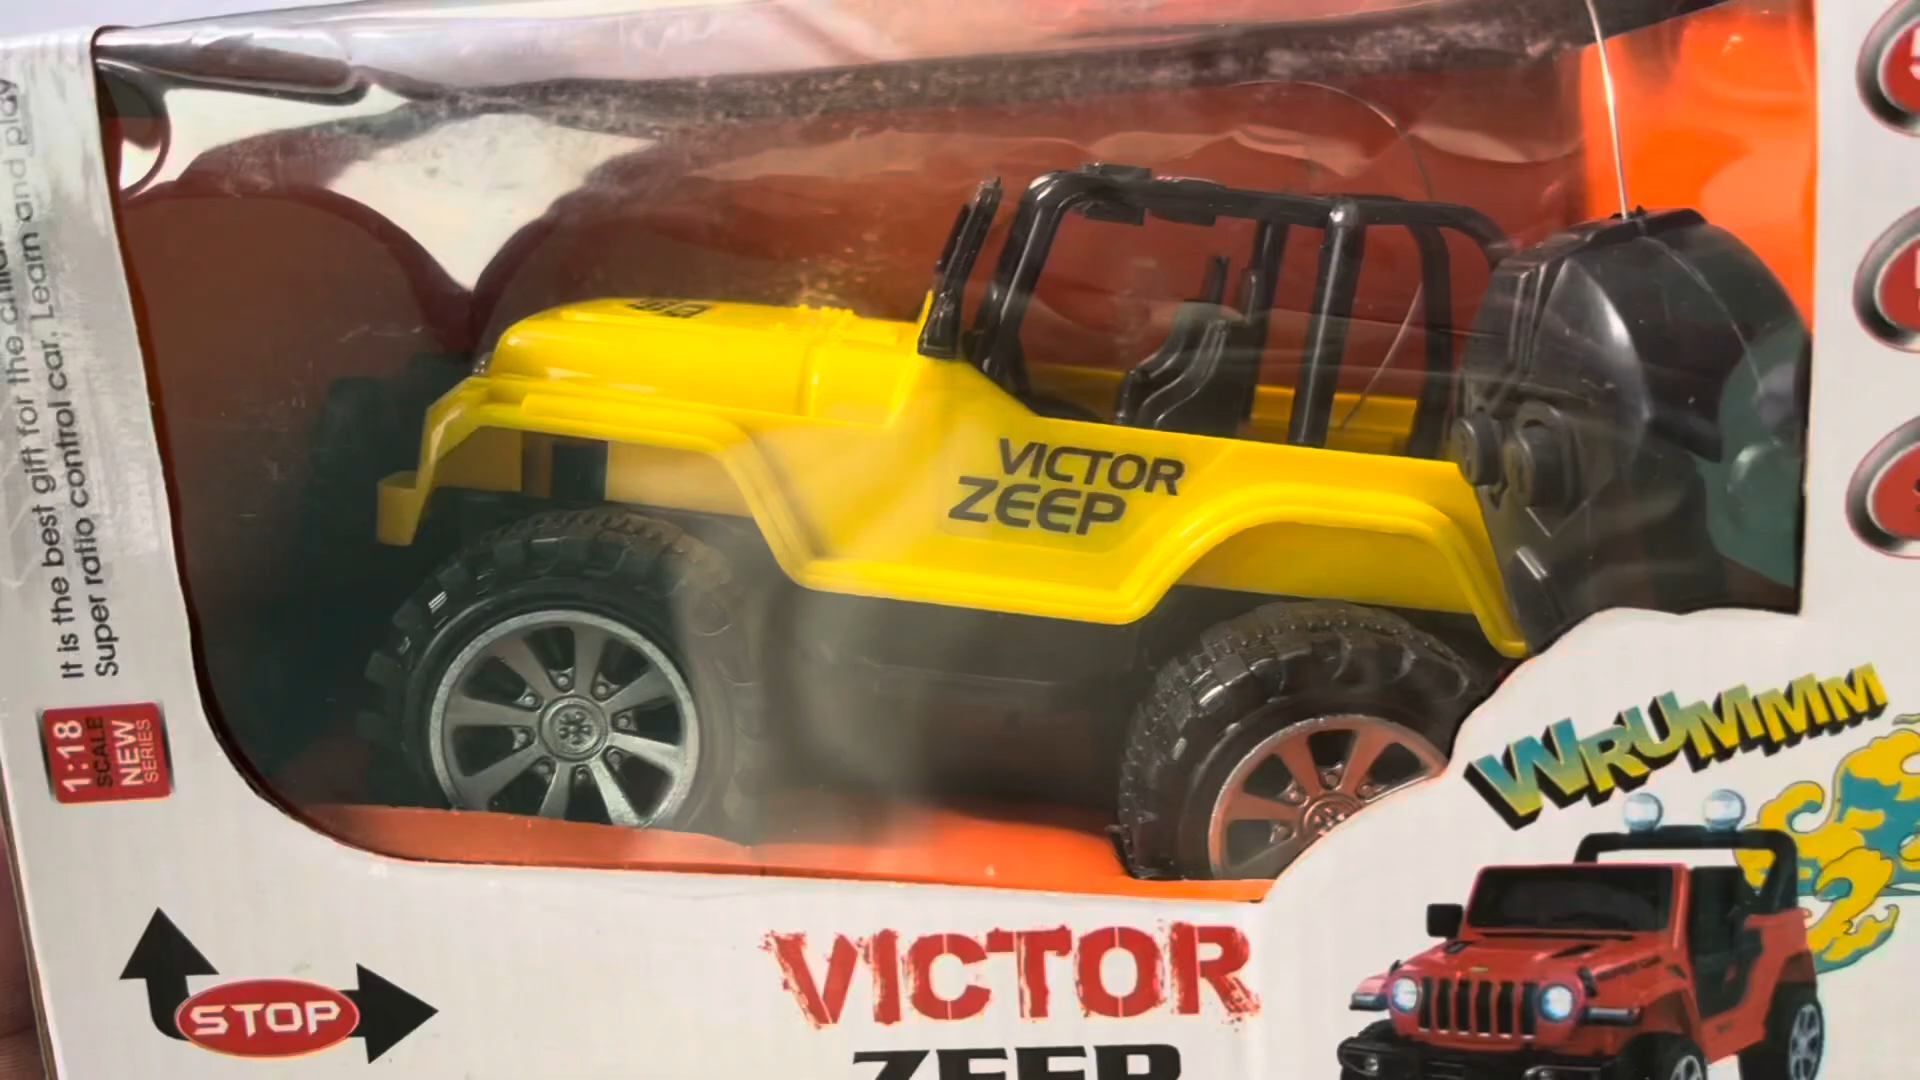 It is the best gift for the
Super ratio control car. Learn and play
1:18
SCALE
NEW
SERIES
VICTOR
ZEEP
WRUMMM
STOP
VICTOR
ZEEP